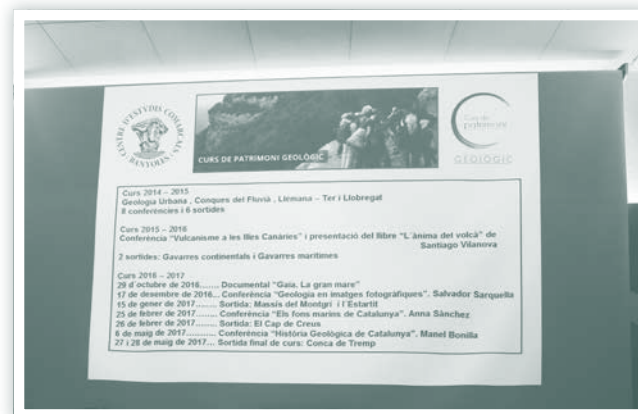 CENTRE D'ESTUDIS COMARCALS
BANYOLES
CURS DE PATRIMONI GEOLÒGIC
Curs de
patrimoni
GEOLÒGIC
Curs 2014 – 2015
Geologia Urbana , Conques del Fluvià , Llémana – Ter i Llobregat
8 conferències i 6 sortides
Curs 2015 – 2016
Conferència "Vulcanisme a les Illes Canàries" i presentació del llibre "L'ànima del volcà" de
Santiago Vilanova
2 sortides: Gavarres continentals i Gavarres marítimes
Curs 2016 – 2017
29 d'octubre de 2016....... Documental "Gaia. La gran mare"
17 de desembre de 2016... Conferència "Geologia en imatges fotogràfiques". Salvador Sarquella
15 de gener de 2017........ Sortida: Massís del Montgrí i l'Estartit
25 de febrer de 2017....... Conferència "Els fons marins de Catalunya". Anna Sànchez
26 de febrer de 2017....... Sortida: El Cap de Creus
6 de maig de 2017........... Conferència "Història Geològica de Catalunya". Manel Bonilla
27 i 28 de maig de 2017... Sortida final de curs: Conca de Tremp